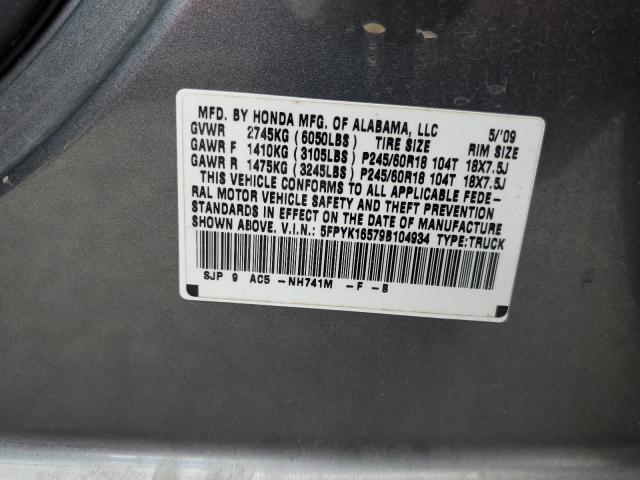 MFD. BY HONDA MFG. OF ALABAMA, LLC 5/'09
GVWR 2745KG (6050LBS) TIRE SIZE RIM SIZE
GAWR F 1410KG (3105LBS) P245/60R18 104T 18X7.5J
GAWR R 1475KG (3245LBS) P245/60R18 104T 18X7.5J
THIS VEHICLE CONFORMS TO ALL APPLICABLE FEDE-
RAL MOTOR VEHICLE SAFETY AND THEFT PREVENTION
STANDARDS IN EFFECT ON THE DATE OF MANUFACTURE
SHOWN ABOVE. V.I.N.: 5FPYK16579B104934 TYPE:TRUCK
SJP 9 AC5 -NH741M -F -B